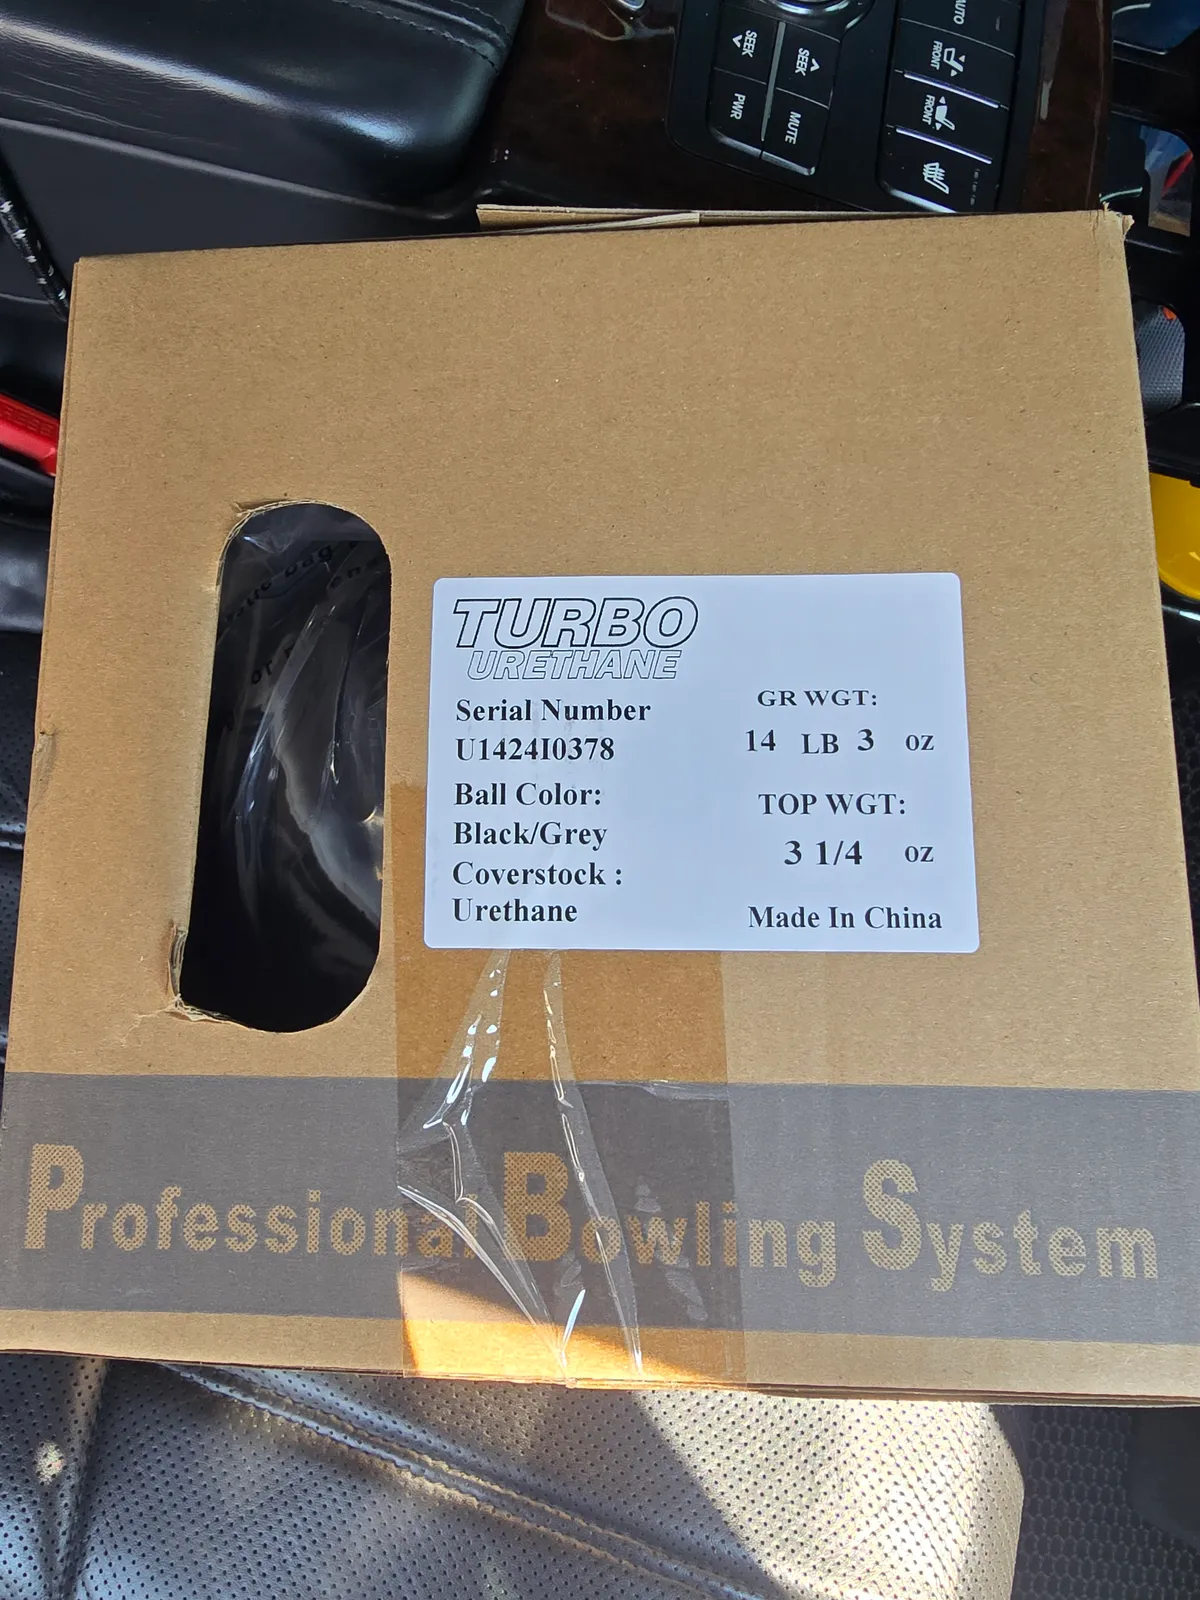 AUTO
SEEK
SEEK
FRONT
PWR
MUTE
FRONT
bag
TURBO
URETHANE
Serial Number
U1424I0378
Ball Color:
Black/Grey
Coverstock :
Urethane
GR WGT:
14 LB 3 oz
TOP WGT:
3 1/4 oz
Made In China
Professional Bowling System